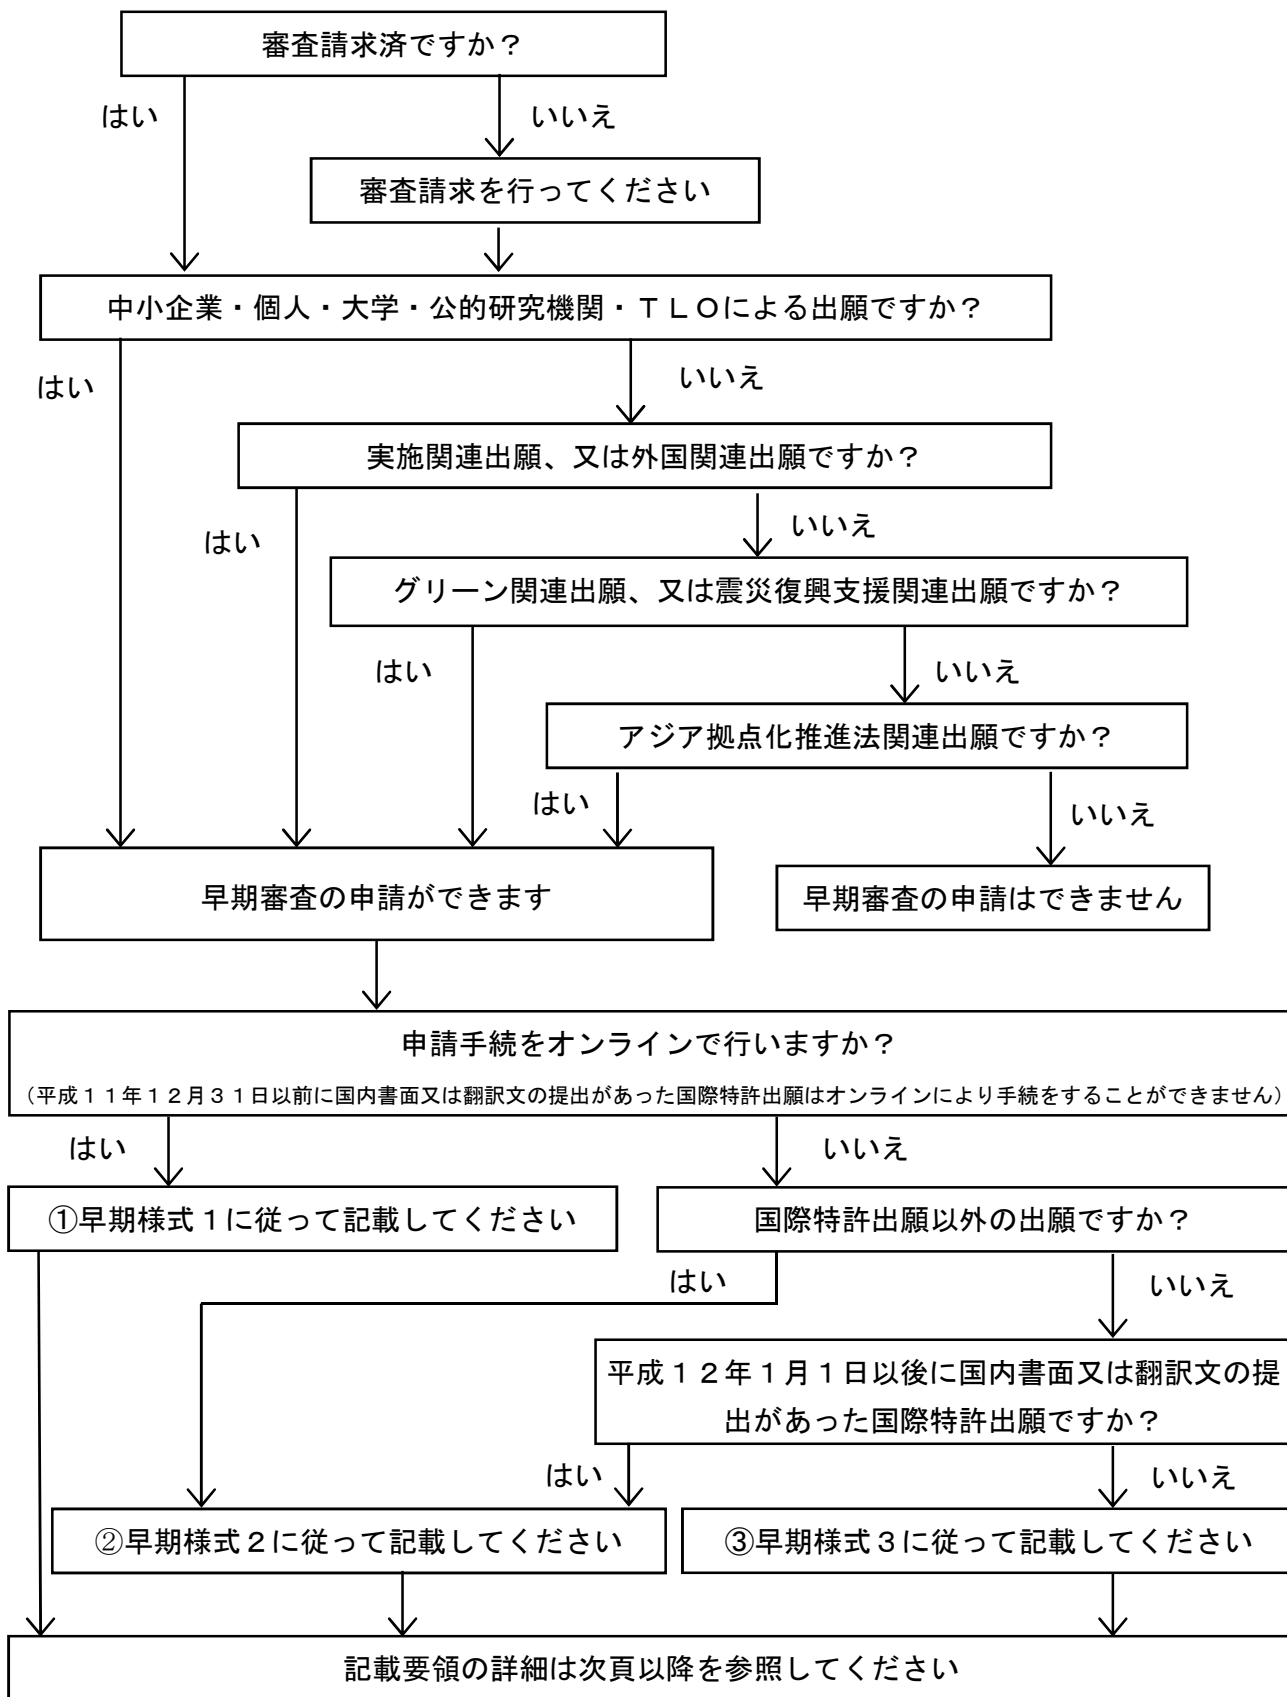 審査請求済ですか？
はい
いいえ
審査請求を行ってください
中小企業・個人・大学・公的研究機関・ＴＬＯによる出願ですか？
はい
いいえ
実施関連出願、又は外国関連出願ですか？
はい
いいえ
グリーン関連出願、又は震災復興支援関連出願ですか？
はい
いいえ
アジア拠点化推進法関連出願ですか？
はい
いいえ
早期審査の申請ができます
早期審査の申請はできません
申請手続をオンラインで行いますか？
（平成１１年１２月３１日以前に国内書面又は翻訳文の提出があった国際特許出願はオンラインにより手続をすることができません）
はい
いいえ
①早期様式１に従って記載してください
国際特許出願以外の出願ですか？
はい
いいえ
平成１２年１月１日以後に国内書面又は翻訳文の提
出があった国際特許出願ですか？
はい
いいえ
②早期様式２に従って記載してください
③早期様式３に従って記載してください
記載要領の詳細は次頁以降を参照してください